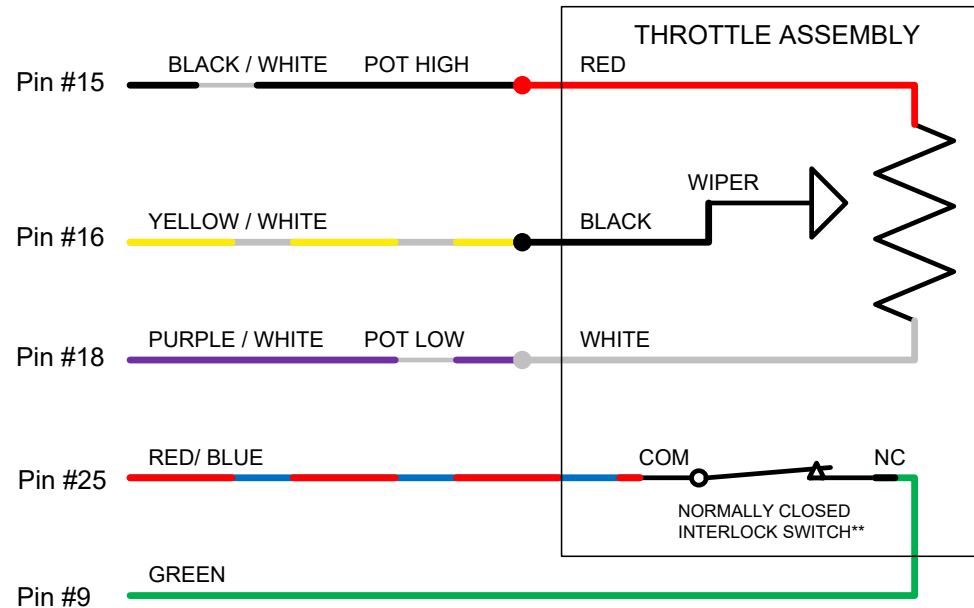 THROTTLE ASSEMBLY
Pin #15
BLACK / WHITE
POT HIGH
RED
WIPER
Pin #16
YELLOW / WHITE
BLACK
Pin #18
PURPLE / WHITE
POT LOW
WHITE
Pin #25
RED/ BLUE
COM
NC
NORMALLY CLOSED
INTERLOCK SWITCH**
Pin #9
GREEN